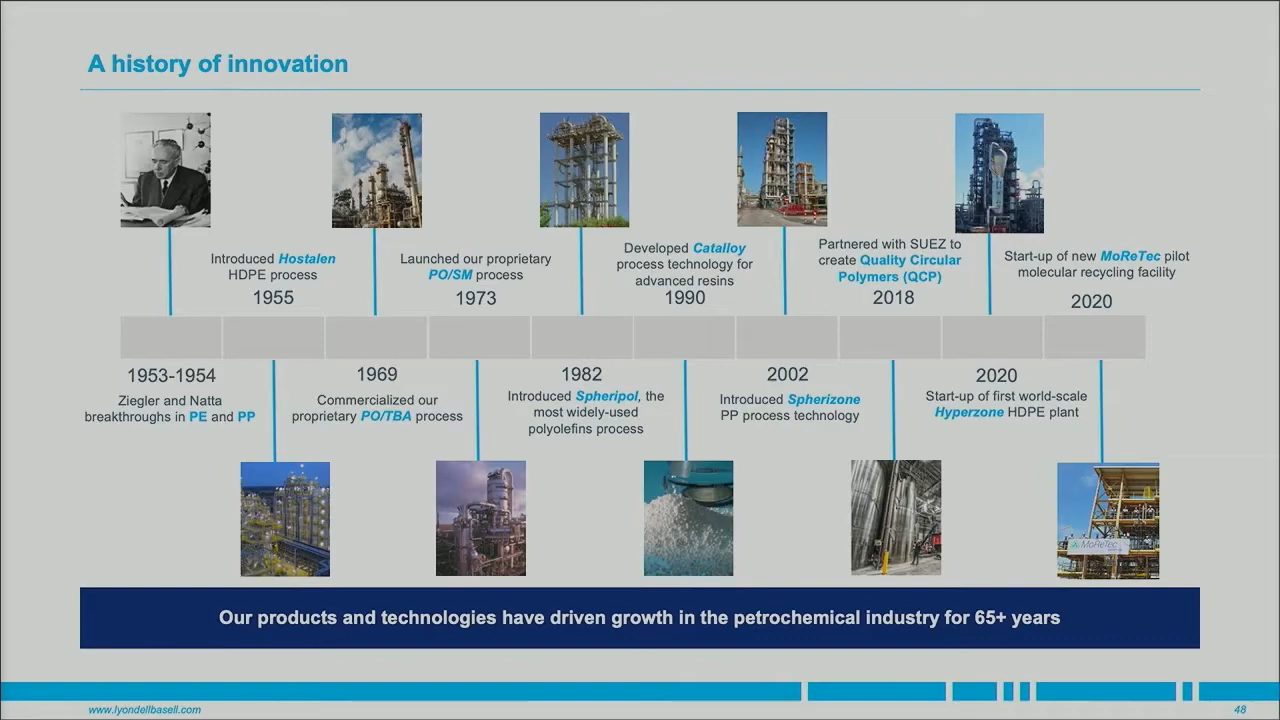 A history of innovation
Introduced Hostalen
HDPE process
1955
Launched our proprietary
PO/SM process
1973
Developed Catalloy
process technology for
advanced resins
1990
Partnered with SUEZ to
create Quality Circular
Polymers (QCP)
2018
Start-up of new MoReTec pilot
molecular recycling facility
2020
1953-1954
Ziegler and Natta
breakthroughs in PE and PP
1969
Commercialized our
proprietary PO/TBA process
1982
Introduced Spheripol, the
most widely-used
polyolefins process
2002
Introduced Spherizone
PP process technology
2020
Start-up of first world-scale
Hyperzone HDPE plant
MoReTec
Our products and technologies have driven growth in the petrochemical industry for 65+ years
www.lyondellbasell.com
48